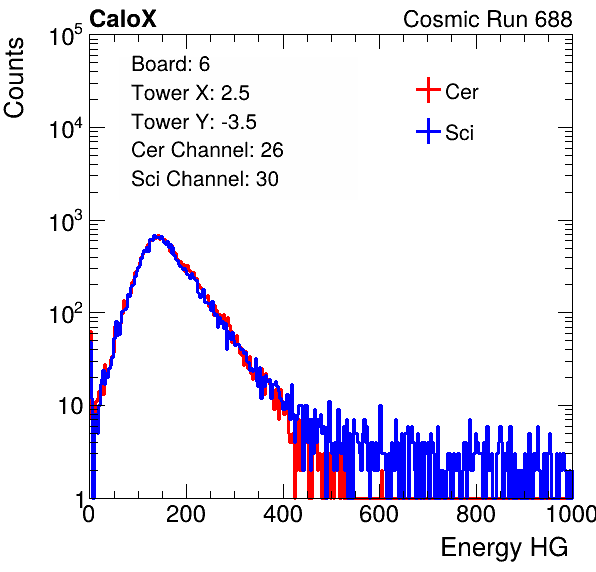 CaloX Cosmic Run 688
Counts
10^5
10^4
10^3
10^2
10
1
Board: 6
Tower X: 2.5
Tower Y: -3.5
Cer Channel: 26
Sci Channel: 30
Cer
Sci
0 200 400 600 800 1000
Energy HG